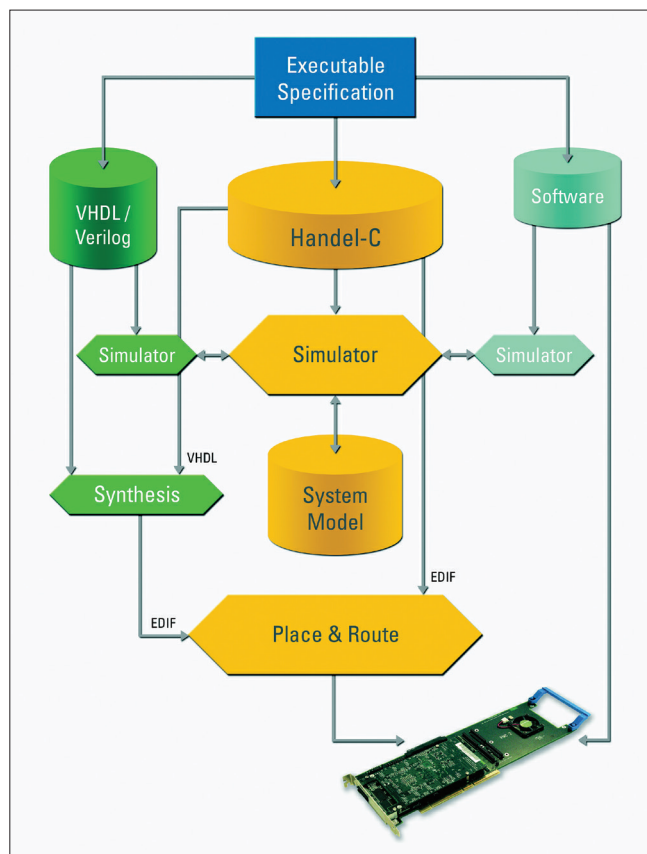 Executable
Specification
VHDL /
Verilog
Handel-C
Software
Simulator
Simulator
Simulator
VHDL
Synthesis
System
Model
EDIF
EDIF
Place & Route